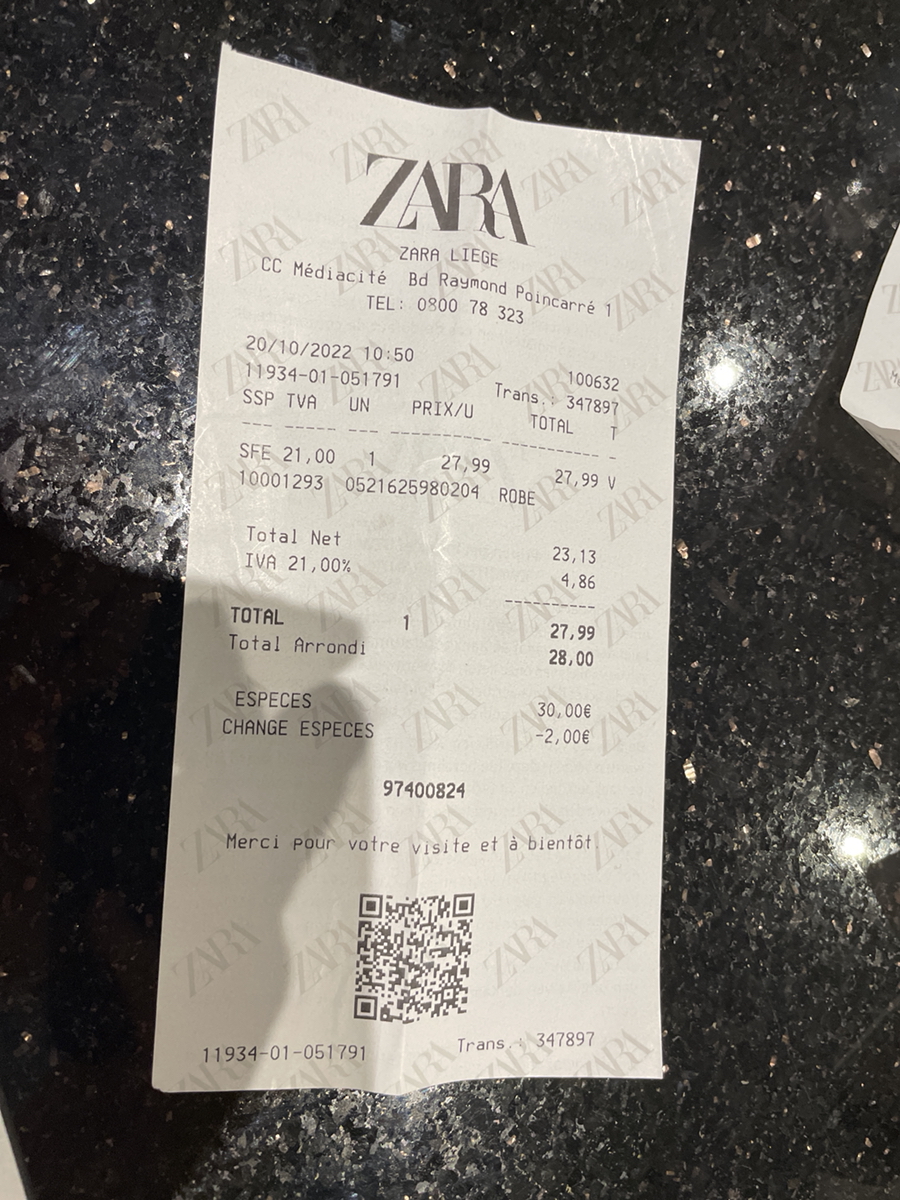 ZARA
ZARA LIEGE
CC Médiacité Bd Raymond Poincarré 1
TEL: 0800 78 323
20/10/2022 10:50 100632
11934-01-051791 Trans.: 347897
SSP TVA UN PRIX/U TOTAL T
SFE 21,00 1 27,99 27,99 V
10001293 0521625980204 ROBE
Total Net 23,13
IVA 21,00% 4,86
TOTAL 1 27,99
Total Arrondi 28,00
ESPECES 30,00€
CHANGE ESPECES -2,00€
97400824
Merci pour votre visite et à bientôt.
11934-01-051791 Trans.: 347897